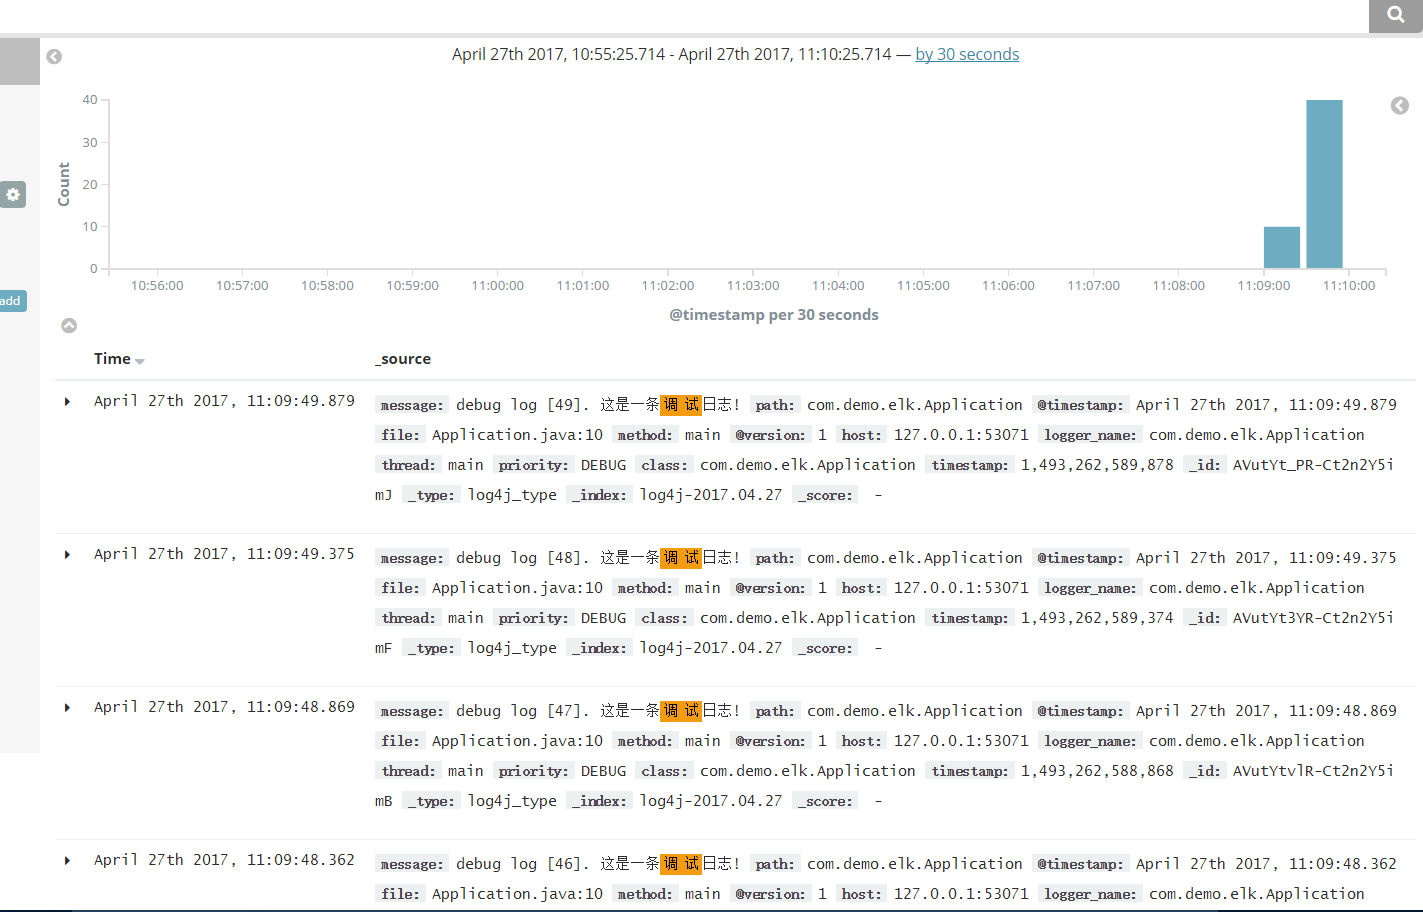 April 27th 2017, 10:55:25.714 - April 27th 2017, 11:10:25.714 — by 30 seconds
40
30
20
10
0
Count
10:56:00 10:57:00 10:58:00 10:59:00 11:00:00 11:01:00 11:02:00 11:03:00 11:04:00 11:05:00 11:06:00 11:07:00 11:08:00 11:09:00 11:10:00
@timestamp per 30 seconds
add
Time _source
April 27th 2017, 11:09:49.879 message: debug log [49]. 这是一条调 试日志! path: com.demo.elk.Application @timestamp: April 27th 2017, 11:09:49.879
file: Application.java:10 method: main @version: 1 host: 127.0.0.1:53071 logger_name: com.demo.elk.Application
thread: main priority: DEBUG class: com.demo.elk.Application timestamp: 1,493,262,589,878 _id: AVutYt_PR-Ct2n2Y5i
mJ _type: log4j_type _index: log4j-2017.04.27 _score: -
April 27th 2017, 11:09:49.375 message: debug log [48]. 这是一条调 试日志! path: com.demo.elk.Application @timestamp: April 27th 2017, 11:09:49.375
file: Application.java:10 method: main @version: 1 host: 127.0.0.1:53071 logger_name: com.demo.elk.Application
thread: main priority: DEBUG class: com.demo.elk.Application timestamp: 1,493,262,589,374 _id: AVutYt3YR-Ct2n2Y5i
mF _type: log4j_type _index: log4j-2017.04.27 _score: -
April 27th 2017, 11:09:48.869 message: debug log [47]. 这是一条调 试日志! path: com.demo.elk.Application @timestamp: April 27th 2017, 11:09:48.869
file: Application.java:10 method: main @version: 1 host: 127.0.0.1:53071 logger_name: com.demo.elk.Application
thread: main priority: DEBUG class: com.demo.elk.Application timestamp: 1,493,262,588,868 _id: AVutYtvlR-Ct2n2Y5i
mB _type: log4j_type _index: log4j-2017.04.27 _score: -
April 27th 2017, 11:09:48.362 message: debug log [46]. 这是一条调 试日志! path: com.demo.elk.Application @timestamp: April 27th 2017, 11:09:48.362
file: Application.java:10 method: main @version: 1 host: 127.0.0.1:53071 logger_name: com.demo.elk.Application